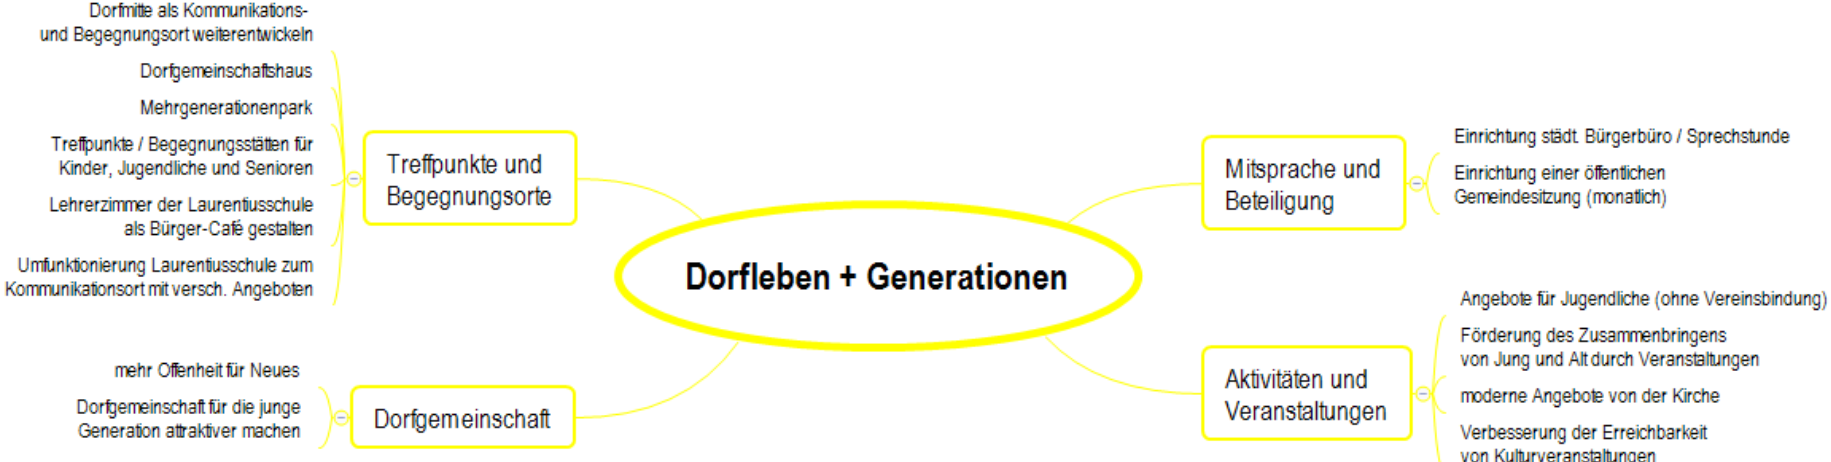 Dorfmitte als Kommunikations-
und Begegnungsort weiterentwickeln
Dorfgemeinschaftshaus
Mehrgenerationenpark
Treffpunkte / Begegnungsstätten für
Kinder, Jugendliche und Senioren
Lehrerzimmer der Laurentiusschule
als Bürger-Café gestalten
Umfunktionierung Laurentiusschule zum
Kommunikationsort mit versch. Angeboten
Treffpunkte und
Begegnungsorte
mehr Offenheit für Neues
Dorfgemeinschaft für die junge
Generation attraktiver machen
Dorfgemeinschaft
Dorfleben + Generationen
Mitsprache und
Beteiligung
Einrichtung städt. Bürgerbüro / Sprechstunde
Einrichtung einer öffentlichen
Gemeindesitzung (monatlich)
Aktivitäten und
Veranstaltungen
Angebote für Jugendliche (ohne Vereinsbindung)
Förderung des Zusammenbringens
von Jung und Alt durch Veranstaltungen
moderne Angebote von der Kirche
Verbesserung der Erreichbarkeit
von Kulturveranstaltungen